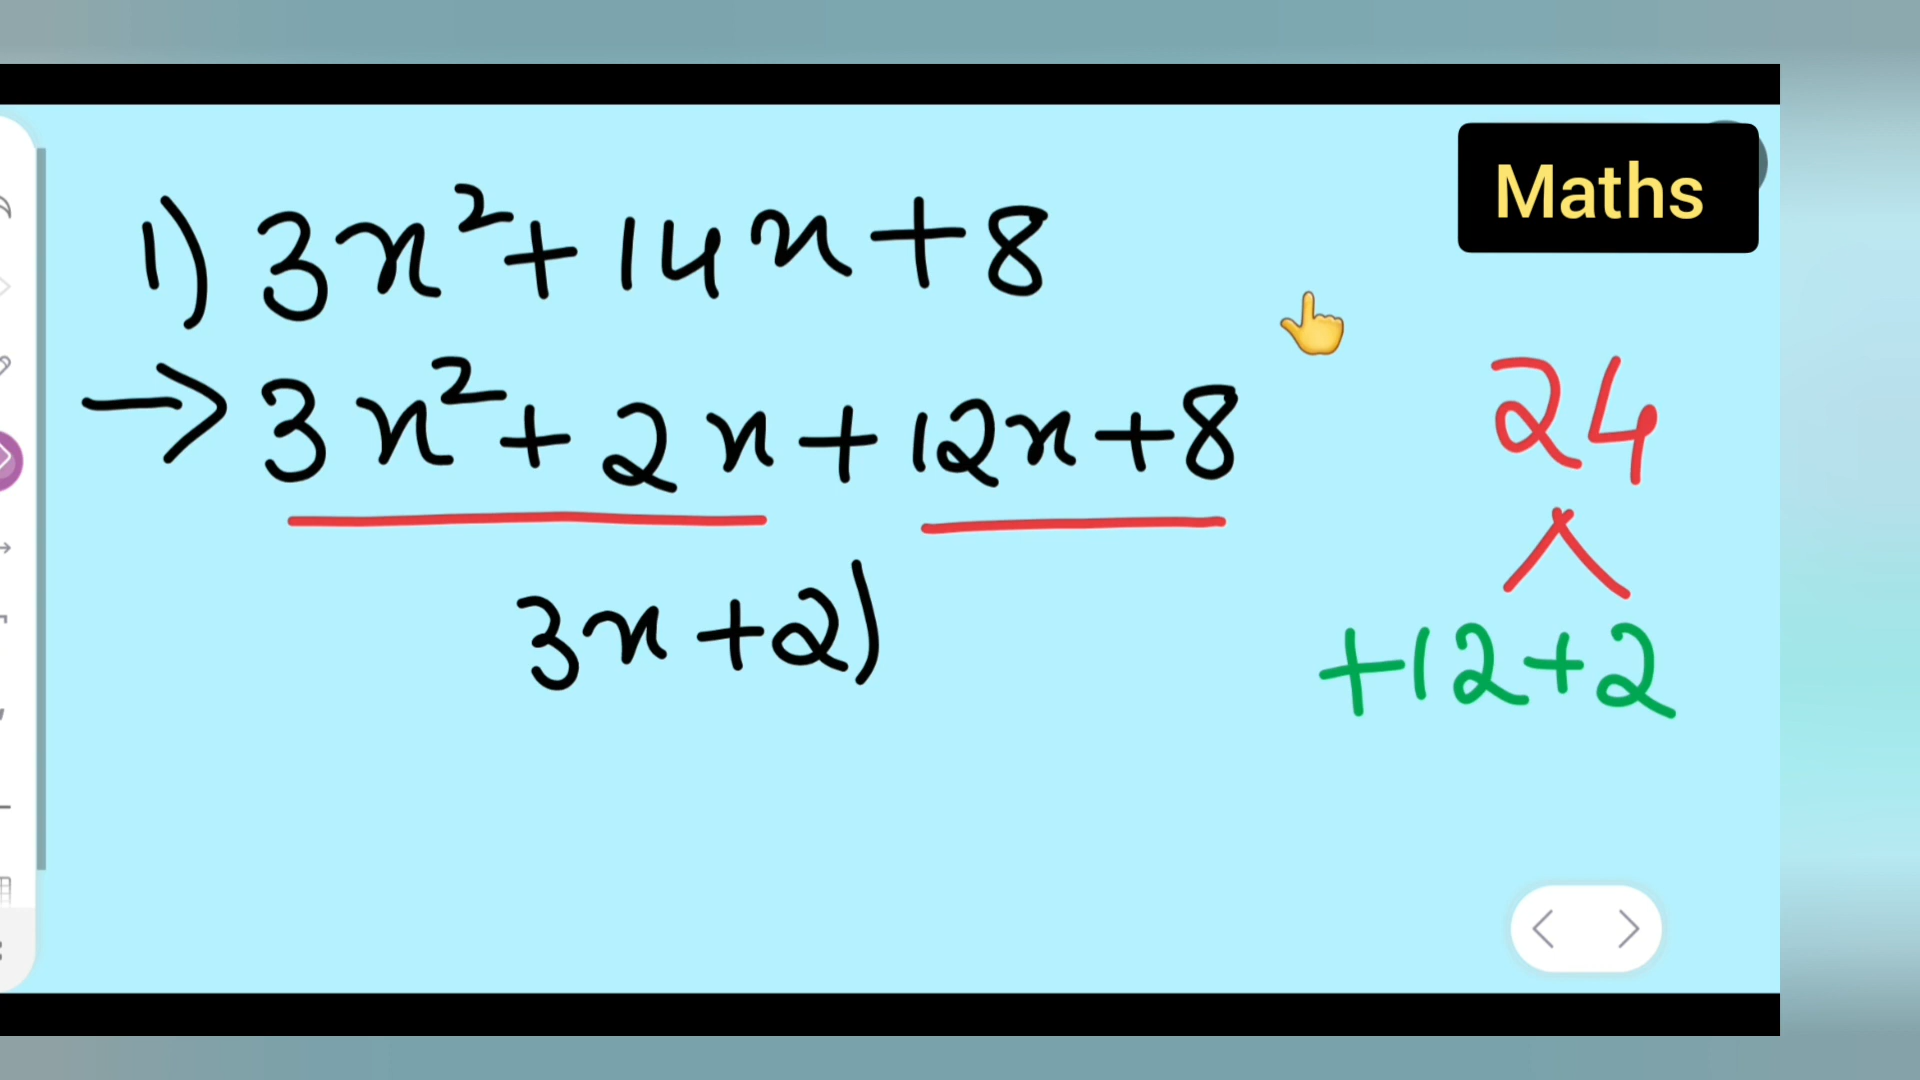 Maths
1) 3x²+14x+8
→ 3x²+2x+12x+8
24
3x+2)
+12+2